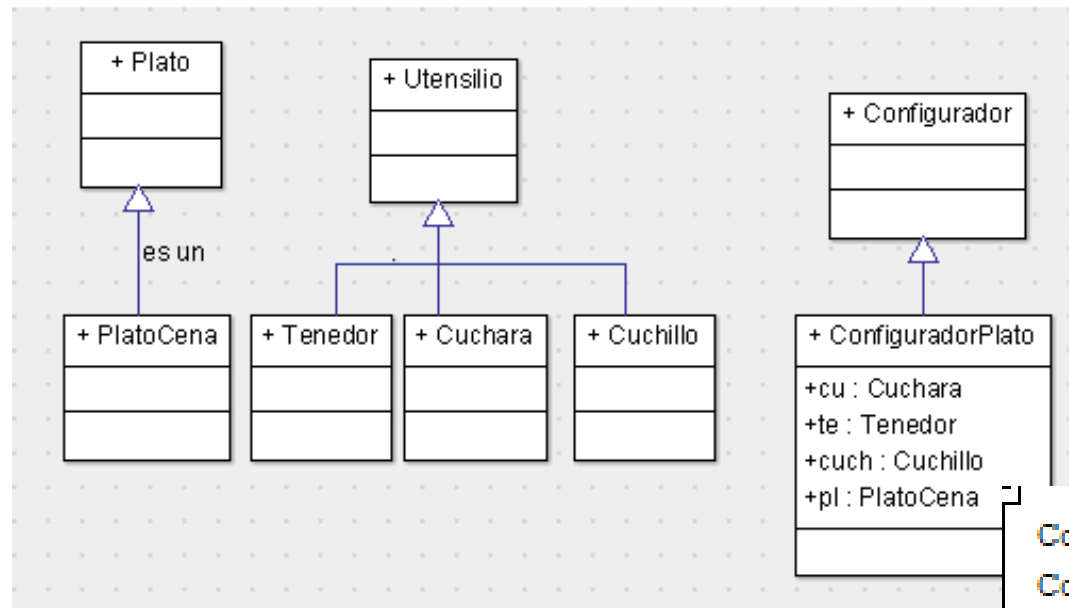 + Plato
+ Utensilio
+ Configurador
es un
+ PlatoCena
+ Tenedor
+ Cuchara
+ Cuchillo
+ ConfiguradorPlato
+cu : Cuchara
+te : Tenedor
+cuch : Cuchillo
+pl : PlatoCena